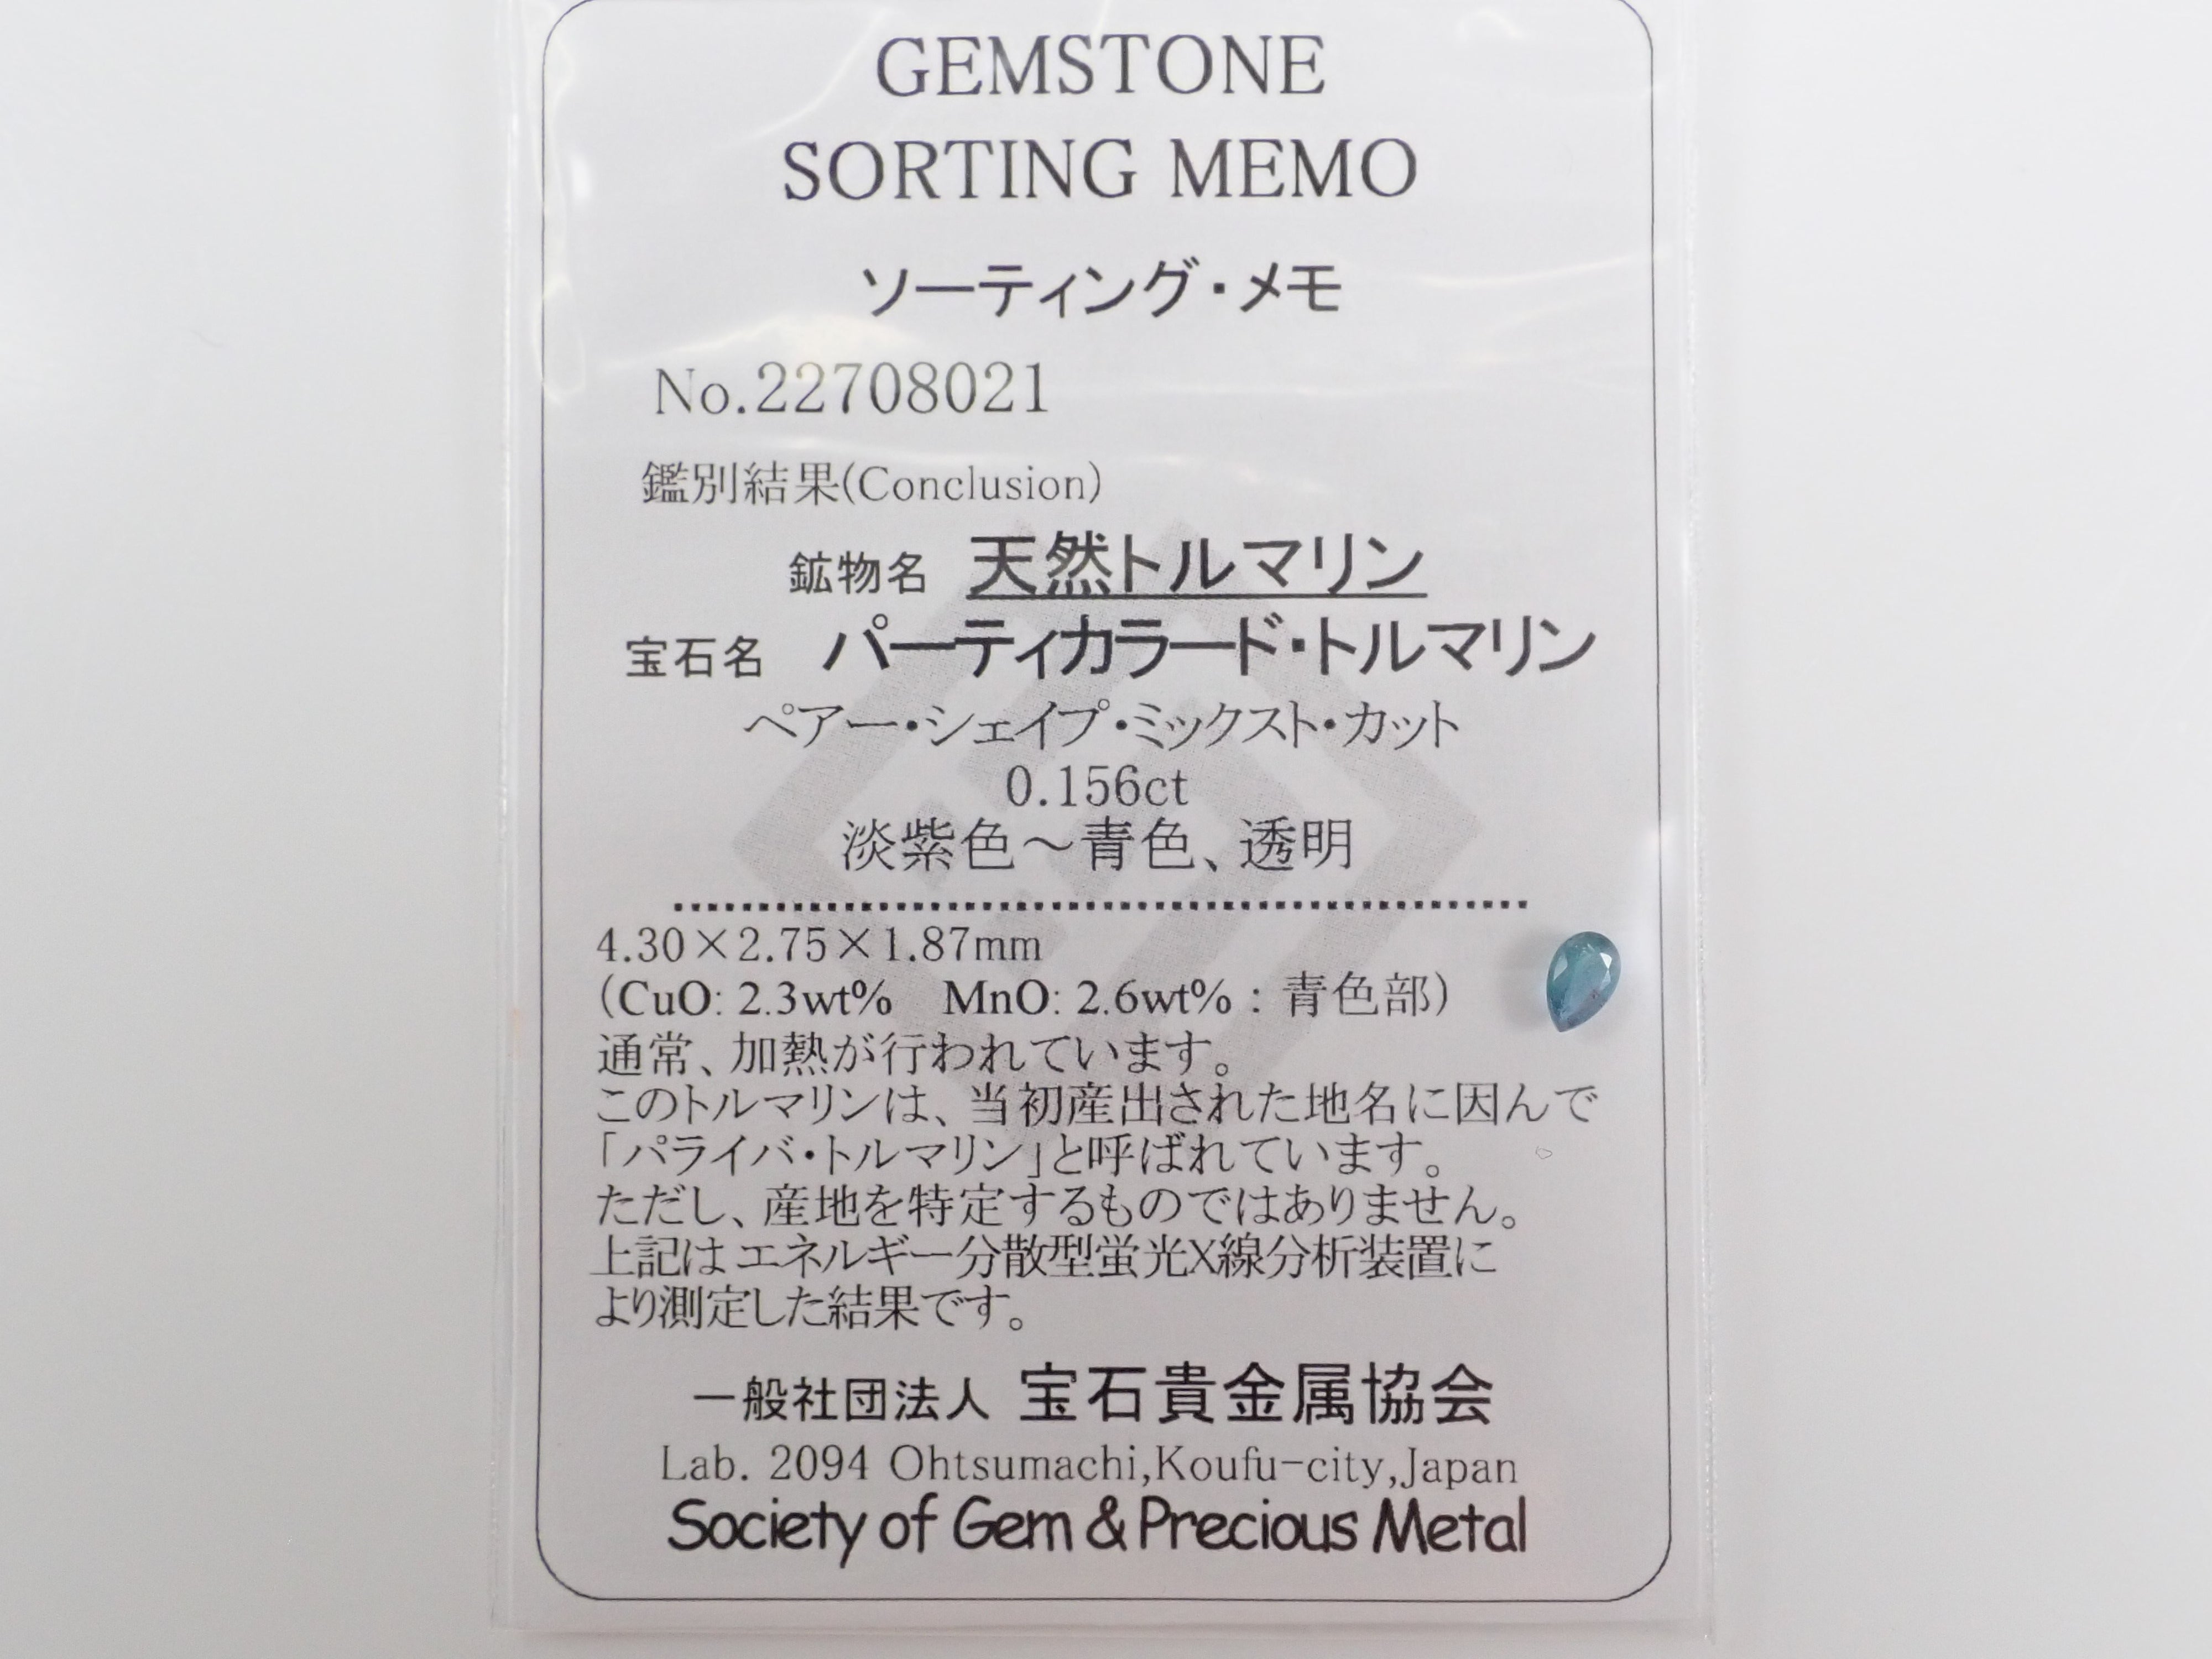 GEMSTONE
SORTING MEMO
ソーティング・メモ
No.22708021
鑑別結果(Conclusion)
鉱物名 天然トルマリン
宝石名 パーティカラード・トルマリン
ペアー・シェイプ・ミックスト・カット
0.156ct
淡紫色～青色、透明
4.30×2.75×1.87mm
(CuO: 2.3wt% MnO: 2.6wt% : 青色部)
通常、加熱が行われています。
このトルマリンは、当初産出された地名に因んで
「パライバ・トルマリン」と呼ばれています。
ただし、産地を特定するものではありません。
上記はエネルギー分散型蛍光X線分析装置に
より測定した結果です。
一般社団法人 宝石貴金属協会
Lab. 2094 Ohtsumachi,Koufu-city,Japan
Society of Gem & Precious Metal